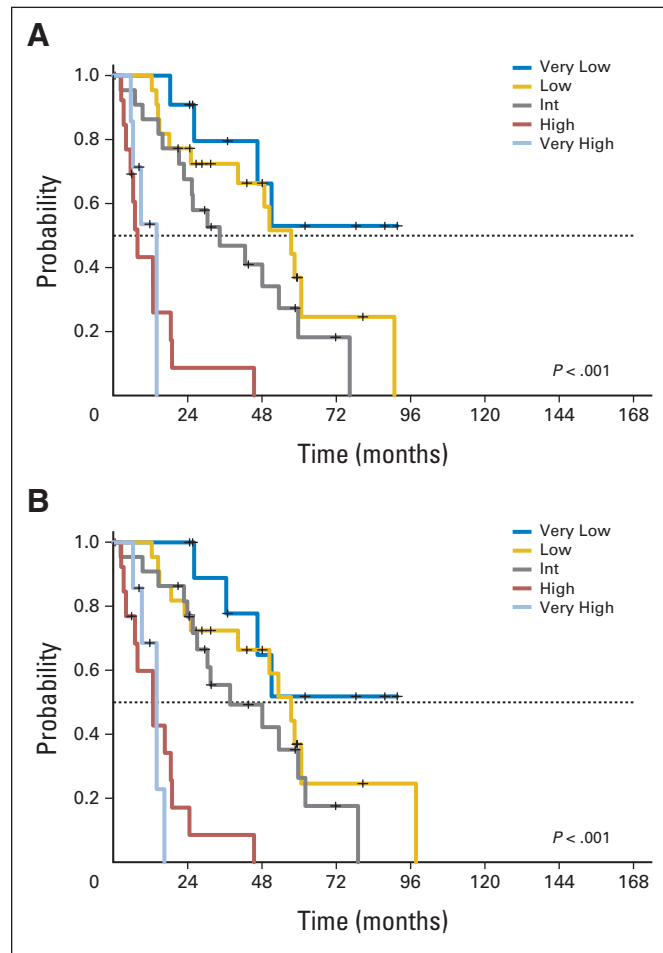 A
Very Low
Low
Int
High
Very High
Probability
1.0
0.8
0.6
0.4
0.2
P < .001
0 24 48 72 96 120 144 168
Time (months)
B
Very Low
Low
Int
High
Very High
Probability
1.0
0.8
0.6
0.4
0.2
P < .001
0 24 48 72 96 120 144 168
Time (months)